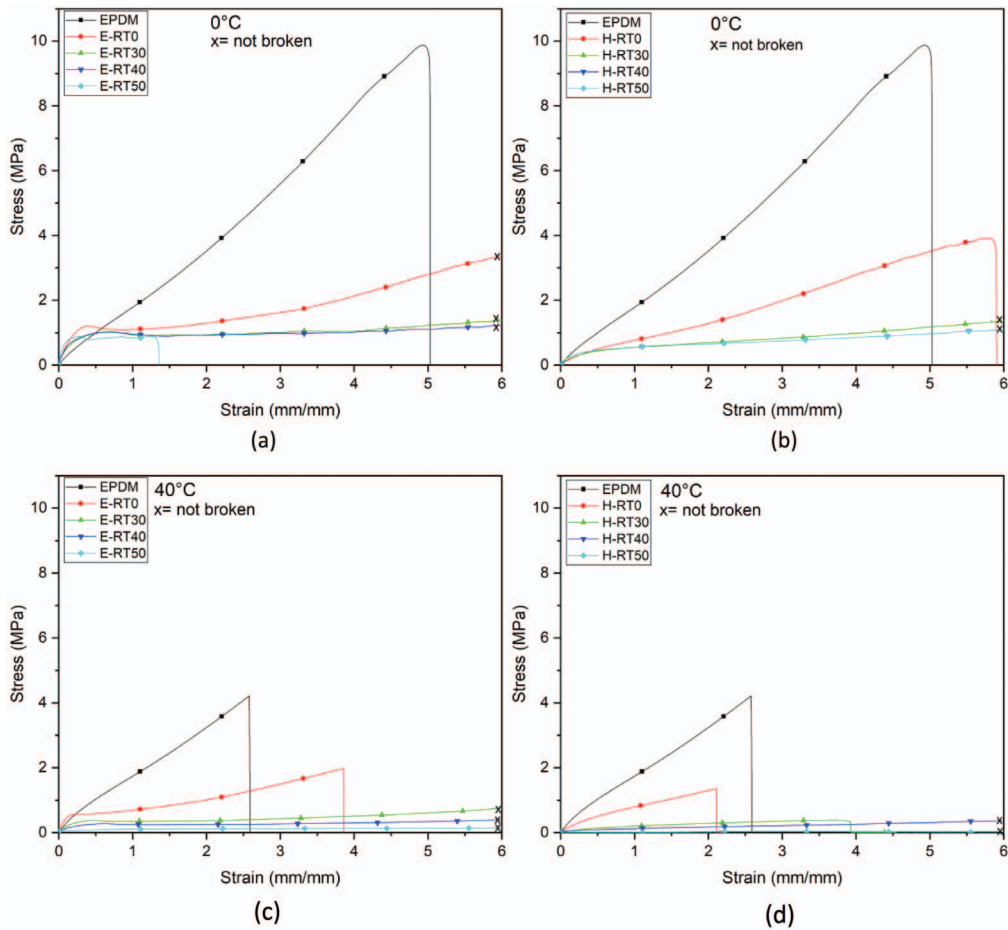 0°C
x= not broken
EPDM
E-RT0
E-RT30
E-RT40
E-RT50
10
8
6
4
2
0
Stress (MPa)
x
x
x
0 1 2 3 4 5 6
Strain (mm/mm)
(a)
0°C
x= not broken
EPDM
H-RT0
H-RT30
H-RT40
H-RT50
10
8
6
4
2
0
Stress (MPa)
x
x
0 1 2 3 4 5 6
Strain (mm/mm)
(b)
40°C
x= not broken
EPDM
E-RT0
E-RT30
E-RT40
E-RT50
10
8
6
4
2
0
Stress (MPa)
x
x
x
0 1 2 3 4 5 6
Strain (mm/mm)
(c)
40°C
x= not broken
EPDM
H-RT0
H-RT30
H-RT40
H-RT50
10
8
6
4
2
0
Stress (MPa)
x
x
0 1 2 3 4 5 6
Strain (mm/mm)
(d)